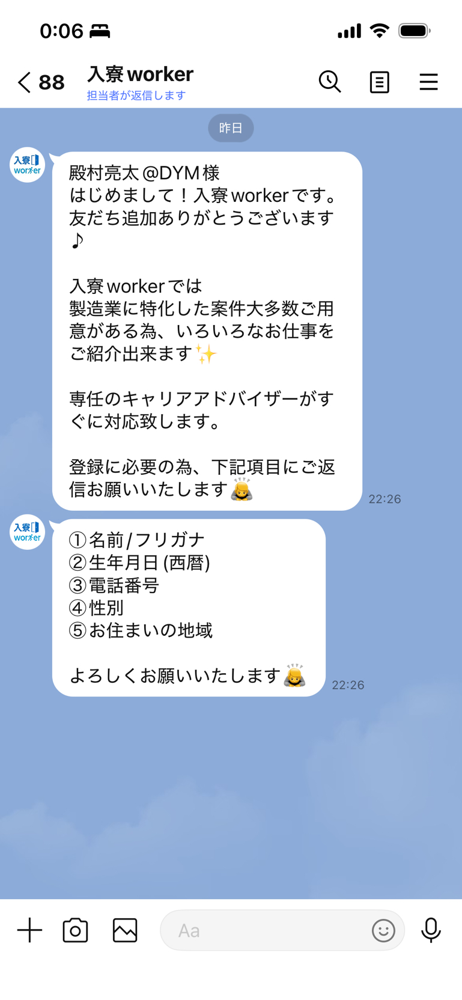 0:06
88
入寮worker
担当者が返信します
昨日
入寮
worker
殿村亮太@DYM様
はじめまして！入寮workerです。
友だち追加ありがとうございます
♪
入寮workerでは
製造業に特化した案件大多数ご用
意がある為、いろいろなお仕事を
ご紹介出来ます✨
専任のキャリアアドバイザーがす
ぐに対応致します。
登録に必要の為、下記項目にご返
信お願いいたします🙇
22:26
入寮
worker
①名前/フリガナ
②生年月日(西暦)
③電話番号
④性別
⑤お住まいの地域
よろしくお願いいたします🙇
22:26
Aa